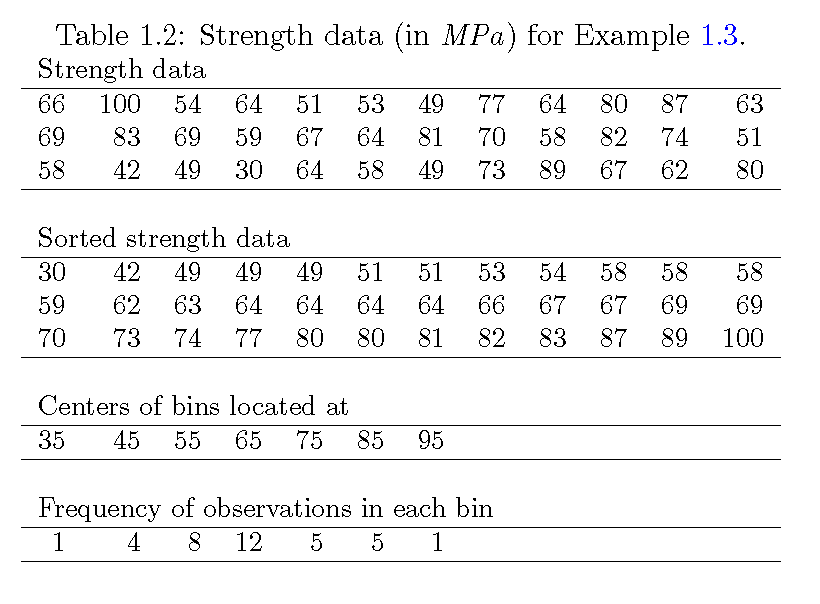 Table 1.2: Strength data (in MPa) for Example 1.3.
Strength data
66 100 54 64 51 53 49 77 64 80 87 63
69 83 69 59 67 64 81 70 58 82 74 51
58 42 49 30 64 58 49 73 89 67 62 80
Sorted strength data
30 42 49 49 49 51 51 53 54 58 58 58
59 62 63 64 64 64 64 66 67 67 69 69
70 73 74 77 80 80 81 82 83 87 89 100
Centers of bins located at
35 45 55 65 75 85 95
Frequency of observations in each bin
1 4 8 12 5 5 1